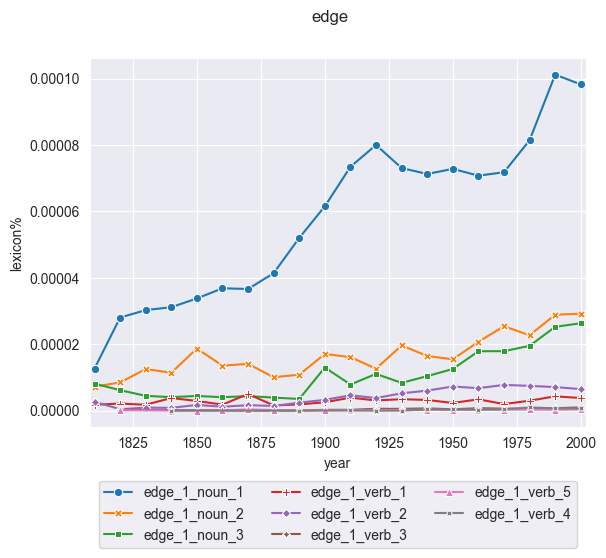 edge
lexicon%
0.00010
0.00008
0.00006
0.00004
0.00002
0.00000
1825 1850 1875 1900 1925 1950 1975 2000
year
edge_1_noun_1 edge_1_verb_1 edge_1_verb_5
edge_1_noun_2 edge_1_verb_2 edge_1_verb_4
edge_1_noun_3 edge_1_verb_3